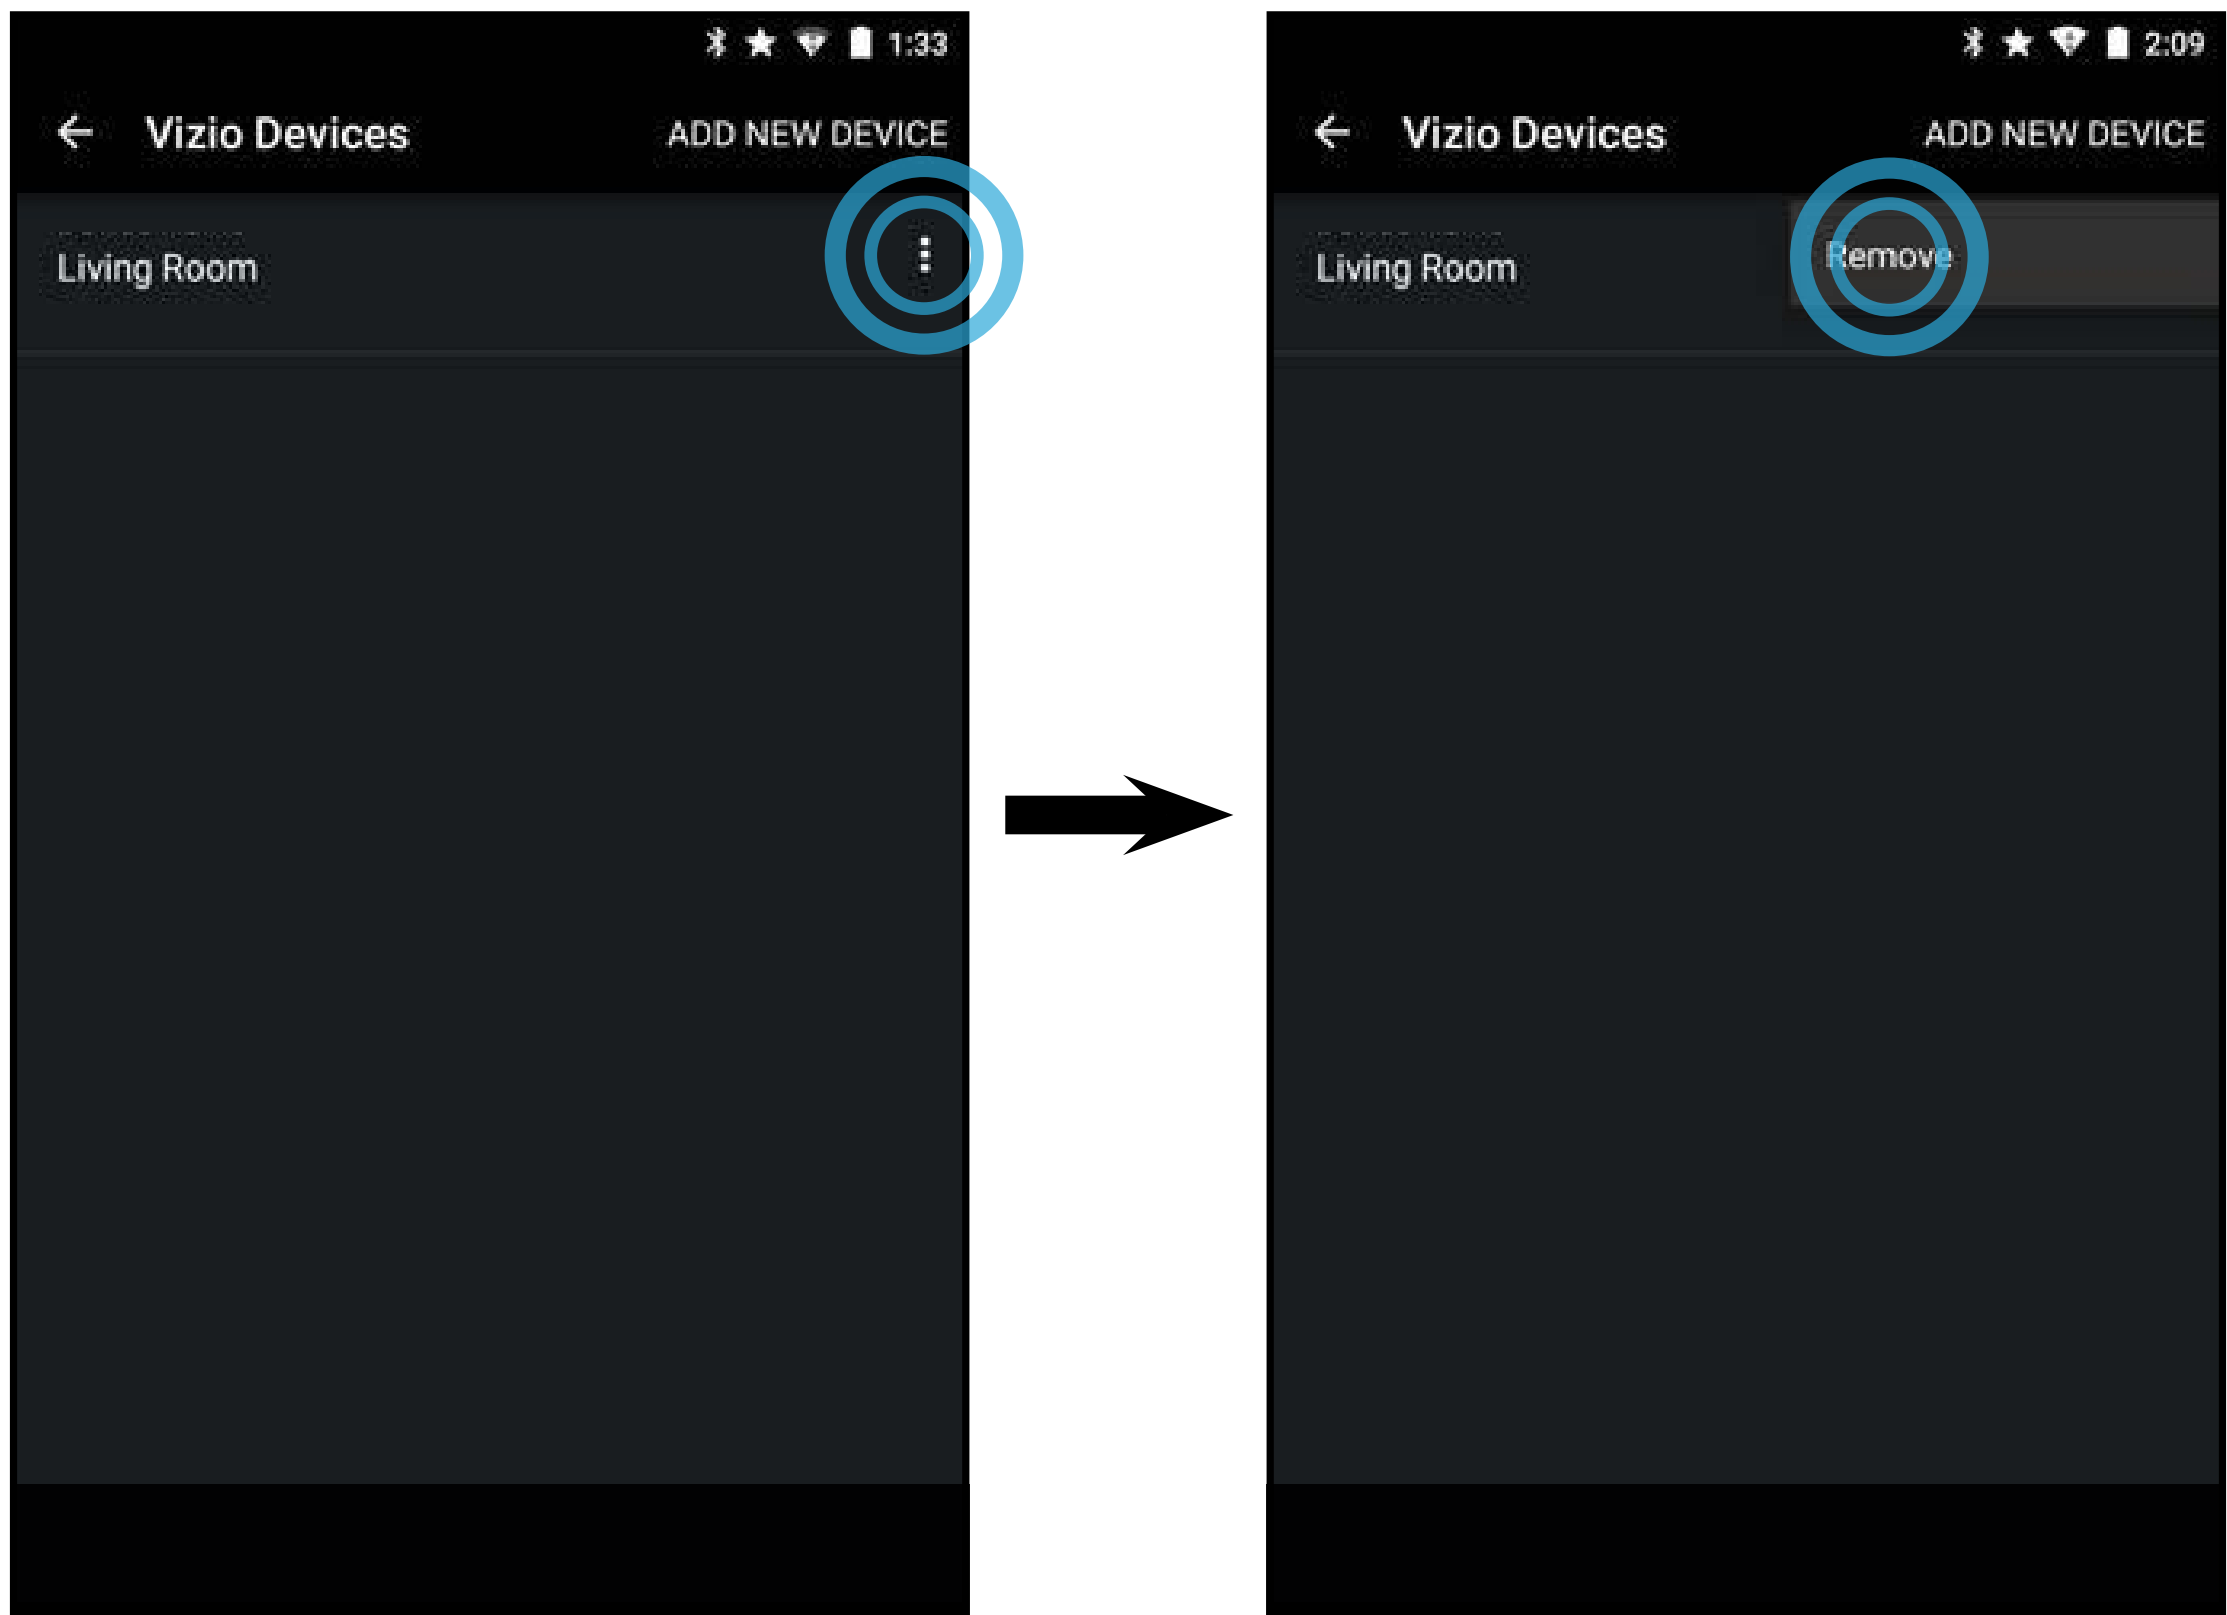 1:33
Vizio Devices ADD NEW DEVICE
Living Room
2:09
Vizio Devices ADD NEW DEVICE
Living Room Remove